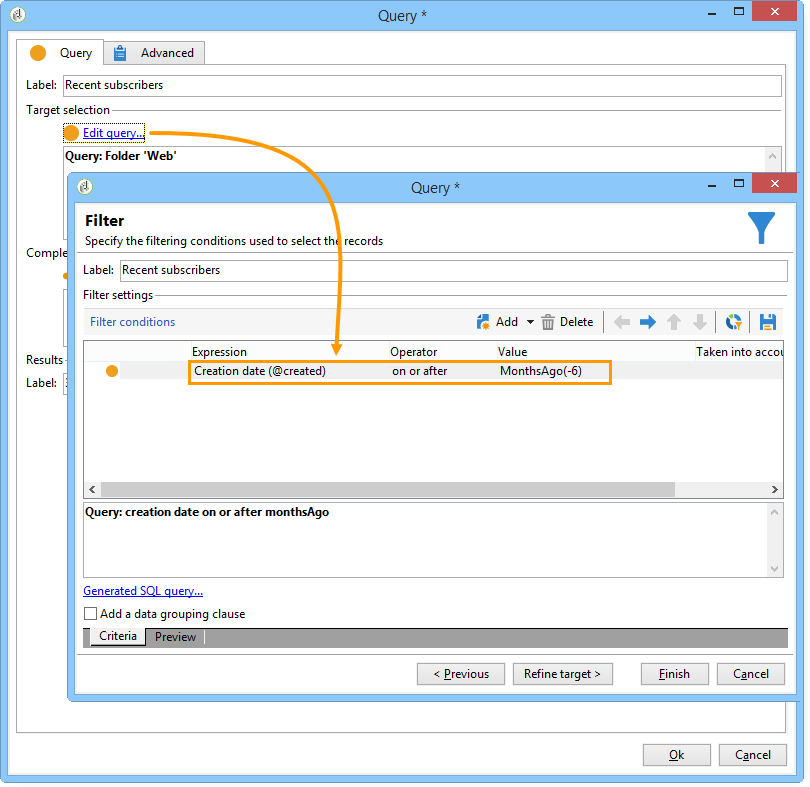 Query *
Query
Advanced
Label: Recent subscribers
Target selection
Edit query...
Query: Folder 'Web'
Comple
Results
Label:
Query *
Filter
Specify the filtering conditions used to select the records
Label: Recent subscribers
Filter settings
Filter conditions
Add
Delete
Expression Operator Value Taken into accou
Creation date (@created) on or after MonthsAgo(-6)
Query: creation date on or after monthsAgo
Generated SQL query...
Add a data grouping clause
Criteria Preview
< Previous Refine target > Finish Cancel
Ok Cancel